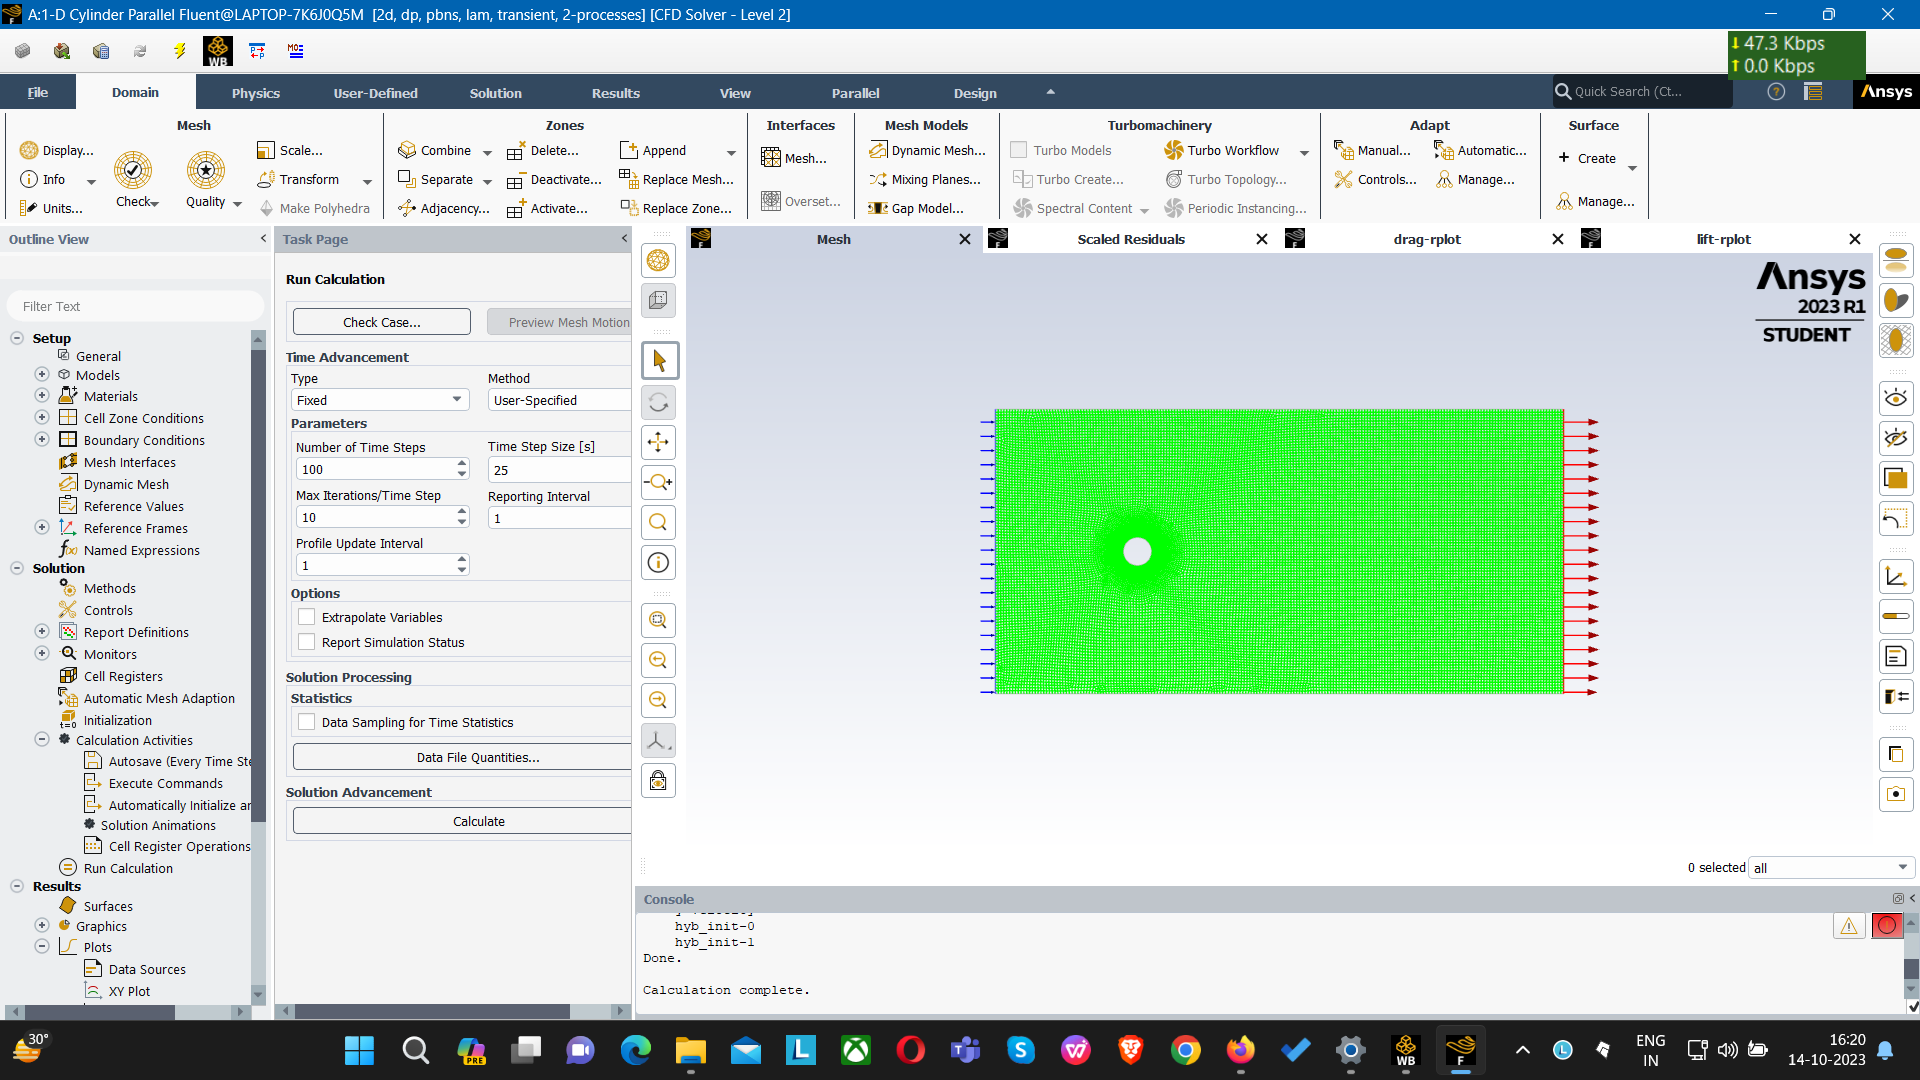 A:1-D Cylinder Parallel Fluent@LAPTOP-7K6J0Q5M [2d, dp, pbns, lam, transient, 2-processes] [CFD Solver - Level 2]
47.3 Kbps
0.0 Kbps
WB
File Domain Physics User-Defined Solution Results View Parallel Design
Quick Search (Ct...
Ansys
Mesh
Display...
Info
Units...
Check
Quality
Scale...
Transform
Make Polyhedra
Zones
Combine
Separate
Adjacency...
Delete...
Deactivate...
Activate...
Append
Replace Mesh...
Replace Zone...
Interfaces
Mesh...
Overset...
Mesh Models
Dynamic Mesh...
Mixing Planes...
Gap Model...
Turbomachinery
Turbo Models
Turbo Create...
Spectral Content
Turbo Workflow
Turbo Topology...
Periodic Instancing...
Adapt
Manual...
Controls...
Automatic...
Manage...
Surface
Create
Manage...
Outline View
Filter Text
Setup
General
Models
Materials
Cell Zone Conditions
Boundary Conditions
Mesh Interfaces
Dynamic Mesh
Reference Values
Reference Frames
Named Expressions
Solution
Methods
Controls
Report Definitions
Monitors
Cell Registers
Automatic Mesh Adaption
Initialization
Calculation Activities
Autosave (Every Time Ste
Execute Commands
Automatically Initialize an
Solution Animations
Cell Register Operations
Run Calculation
Results
Surfaces
Graphics
Plots
Data Sources
XY Plot
Task Page
Run Calculation
Check Case...
Preview Mesh Motion
Time Advancement
Type
Method
Fixed
User-Specified
Parameters
Number of Time Steps
Time Step Size [s]
100
25
Max Iterations/Time Step
Reporting Interval
10
1
Profile Update Interval
1
Options
Extrapolate Variables
Report Simulation Status
Solution Processing
Statistics
Data Sampling for Time Statistics
Data File Quantities...
Solution Advancement
Calculate
Mesh
Scaled Residuals
drag-rplot
lift-rplot
Ansys
2023 R1
STUDENT
0 selected all
Console
hyb_init-0
hyb_init-1
Done.
Calculation complete.
30°
PRE
WB
F
ENG
IN
16:20
14-10-2023